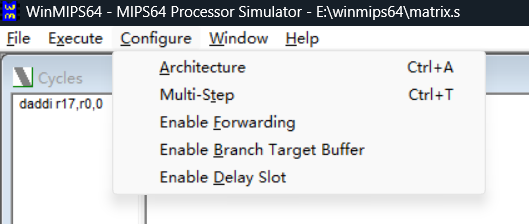 WinMIPS64 - MIPS64 Processor Simulator - E:\winmips64\matrix.s
File Execute Configure Window Help
Cycles
daddi r17,r0,0
Architecture Ctrl+A
Multi-Step Ctrl+T
Enable Forwarding
Enable Branch Target Buffer
Enable Delay Slot